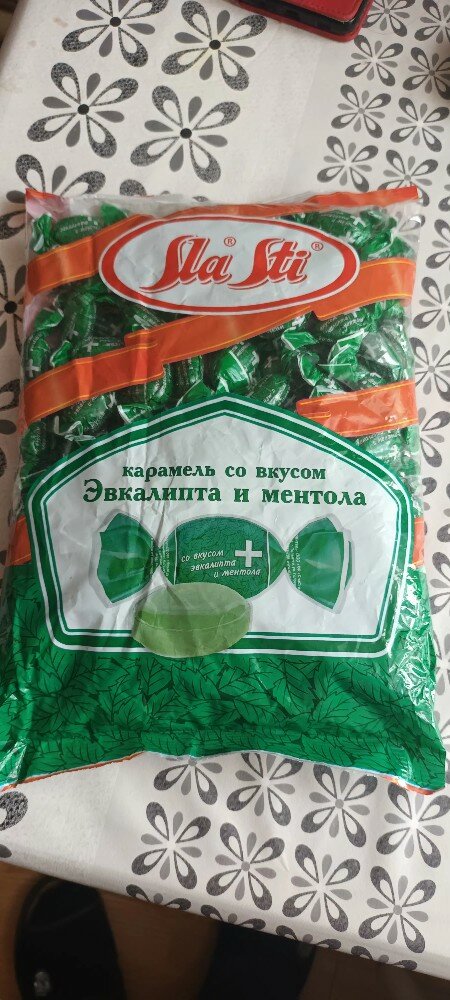 Sla® Sti®
карамель со вкусом
Эвкалипта и ментола
со вкусом
эвкалипта
и ментола